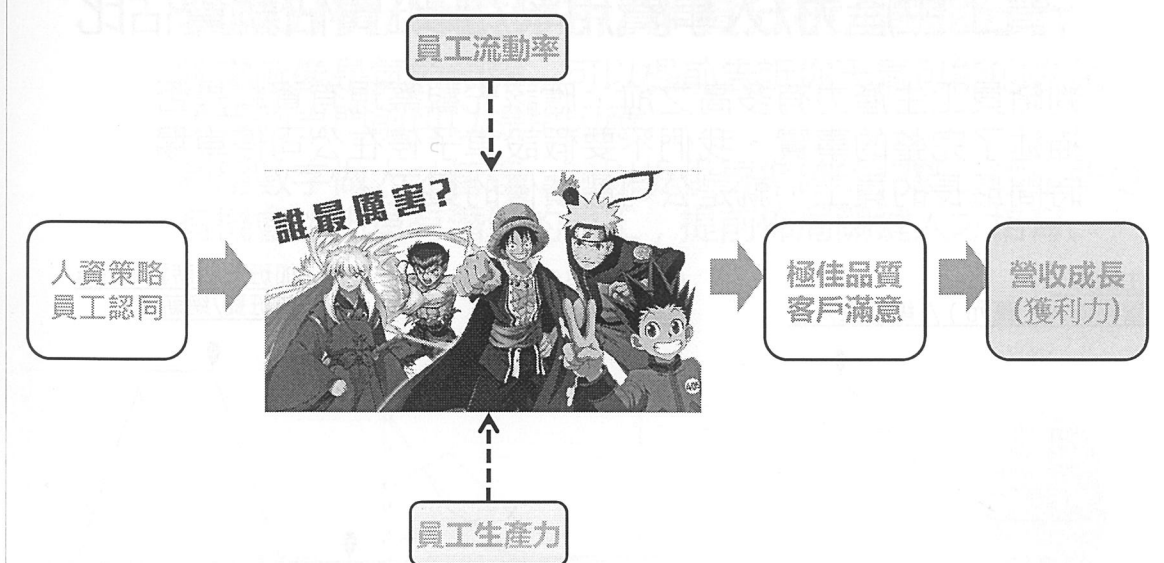 員工流動率
誰最厲害?
人資策略
員工認同
極佳品質
客戶滿意
營收成長
(獲利力)
員工生產力